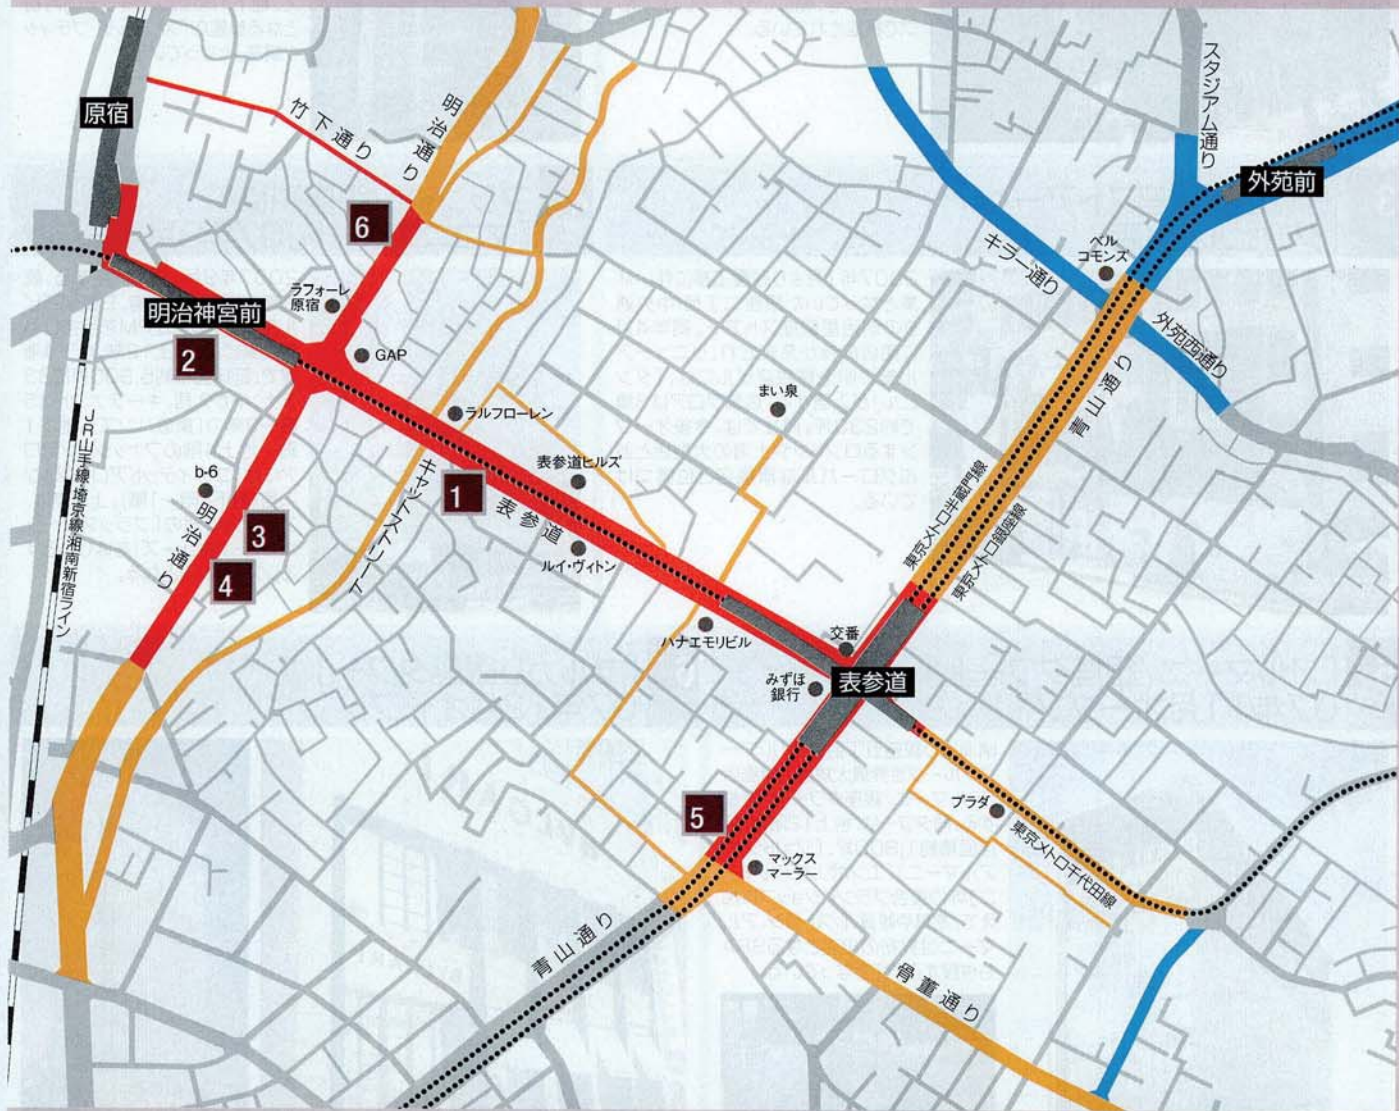 原宿
竹下通り
明治通り
スタジアム通り
外苑前
6
ベル
コモンズ
キラー通り
外苑西通り
ラフォーレ
原宿
明治神宮前
2
GAP
青山通り
まい泉
ラルフローレン
JR山手線・埼京線・湘南新宿ライン
b-6
明治通り
3
4
キャットストリート
1
表参道
表参道ヒルズ
ルイ・ヴィトン
東京メトロ半蔵門線
東京メトロ銀座線
ハナエモリビル
交番
みずほ
銀行
表参道
5
プラダ
東京メトロ千代田線
マックス
マーラー
青山通り
骨董通り